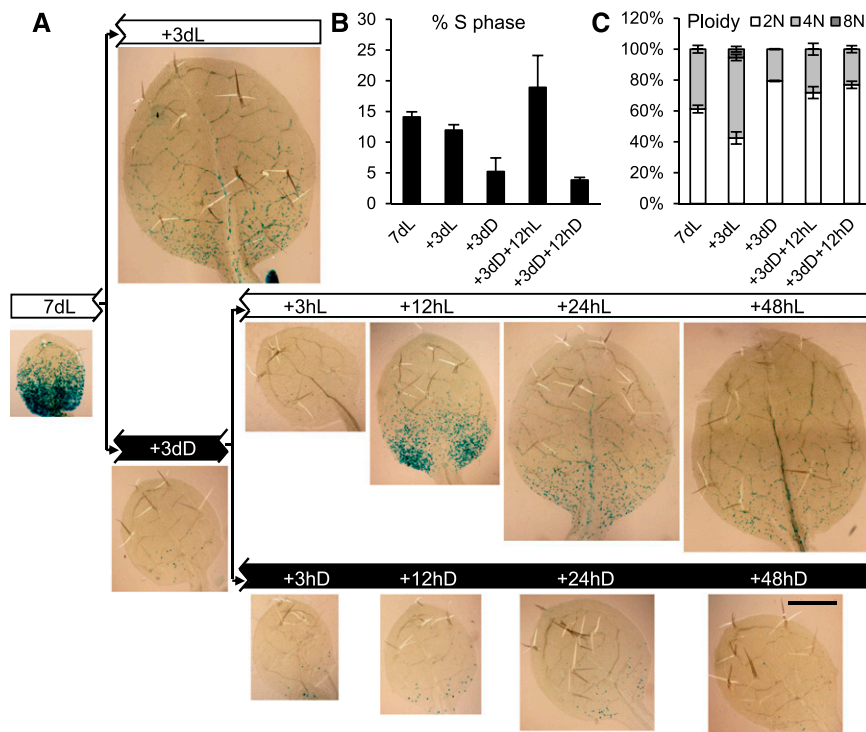 A
+3dL
7dL
+3dD
+3hL
+12hL
+24hL
+48hL
+3hD
+12hD
+24hD
+48hD
B
% S phase
30
25
20
15
10
5
0
7dL
+3dL
+3dD
+3dD+12hL
+3dD+12hD
C
Ploidy 2N 4N 8N
120%
100%
80%
60%
40%
20%
0%
7dL
+3dL
+3dD
+3dD+12hL
+3dD+12hD